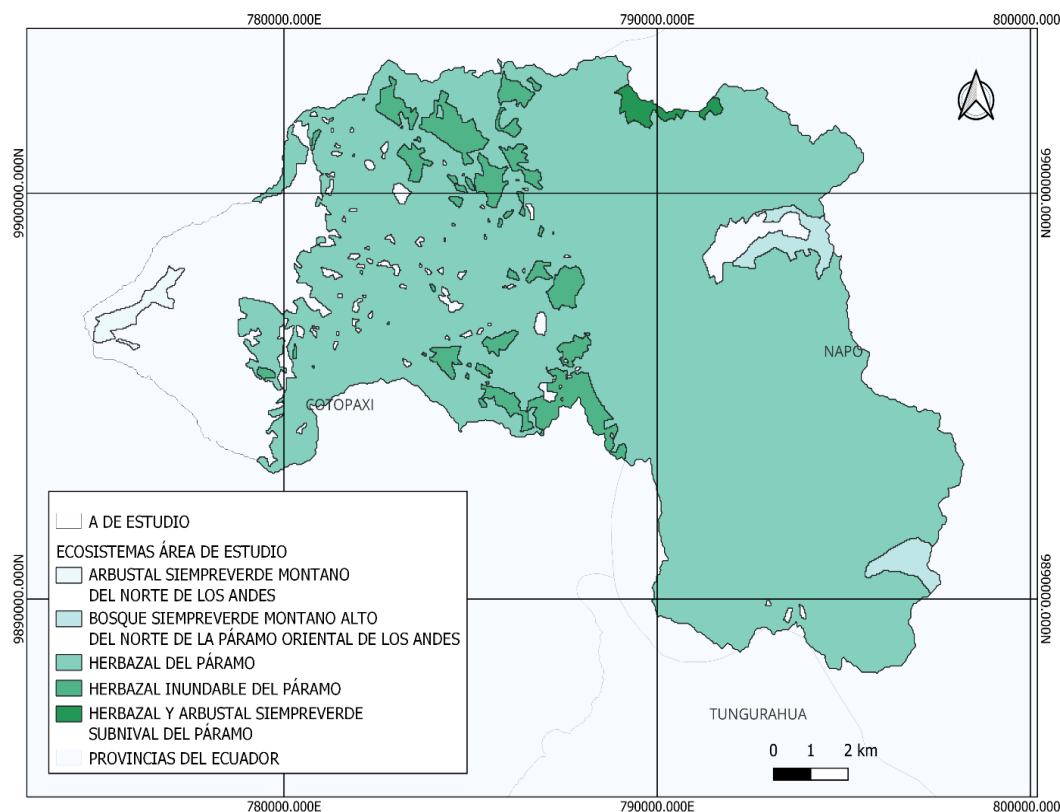 780000.000E 790000.000E 800000.000
9900000.000N
9900000.000N
NAPO
COTOPAXI
9890000.000N
9890000.000N
A DE ESTUDIO
ECOSISTEMAS ÁREA DE ESTUDIO
ARBUSTAL SIEMPREVERDE MONTANO
DEL NORTE DE LOS ANDES
BOSQUE SIEMPREVERDE MONTANO ALTO
DEL NORTE DE LA PÁRAMO ORIENTAL DE LOS ANDES
HERBAZAL DEL PÁRAMO
HERBAZAL INUNDABLE DEL PÁRAMO
HERBAZAL Y ARBUSTAL SIEMPREVERDE
SUBNIVAL DEL PÁRAMO
PROVINCIAS DEL ECUADOR
TUNGURAHUA
0 1 2 km
780000.000E 790000.000E 800000.000